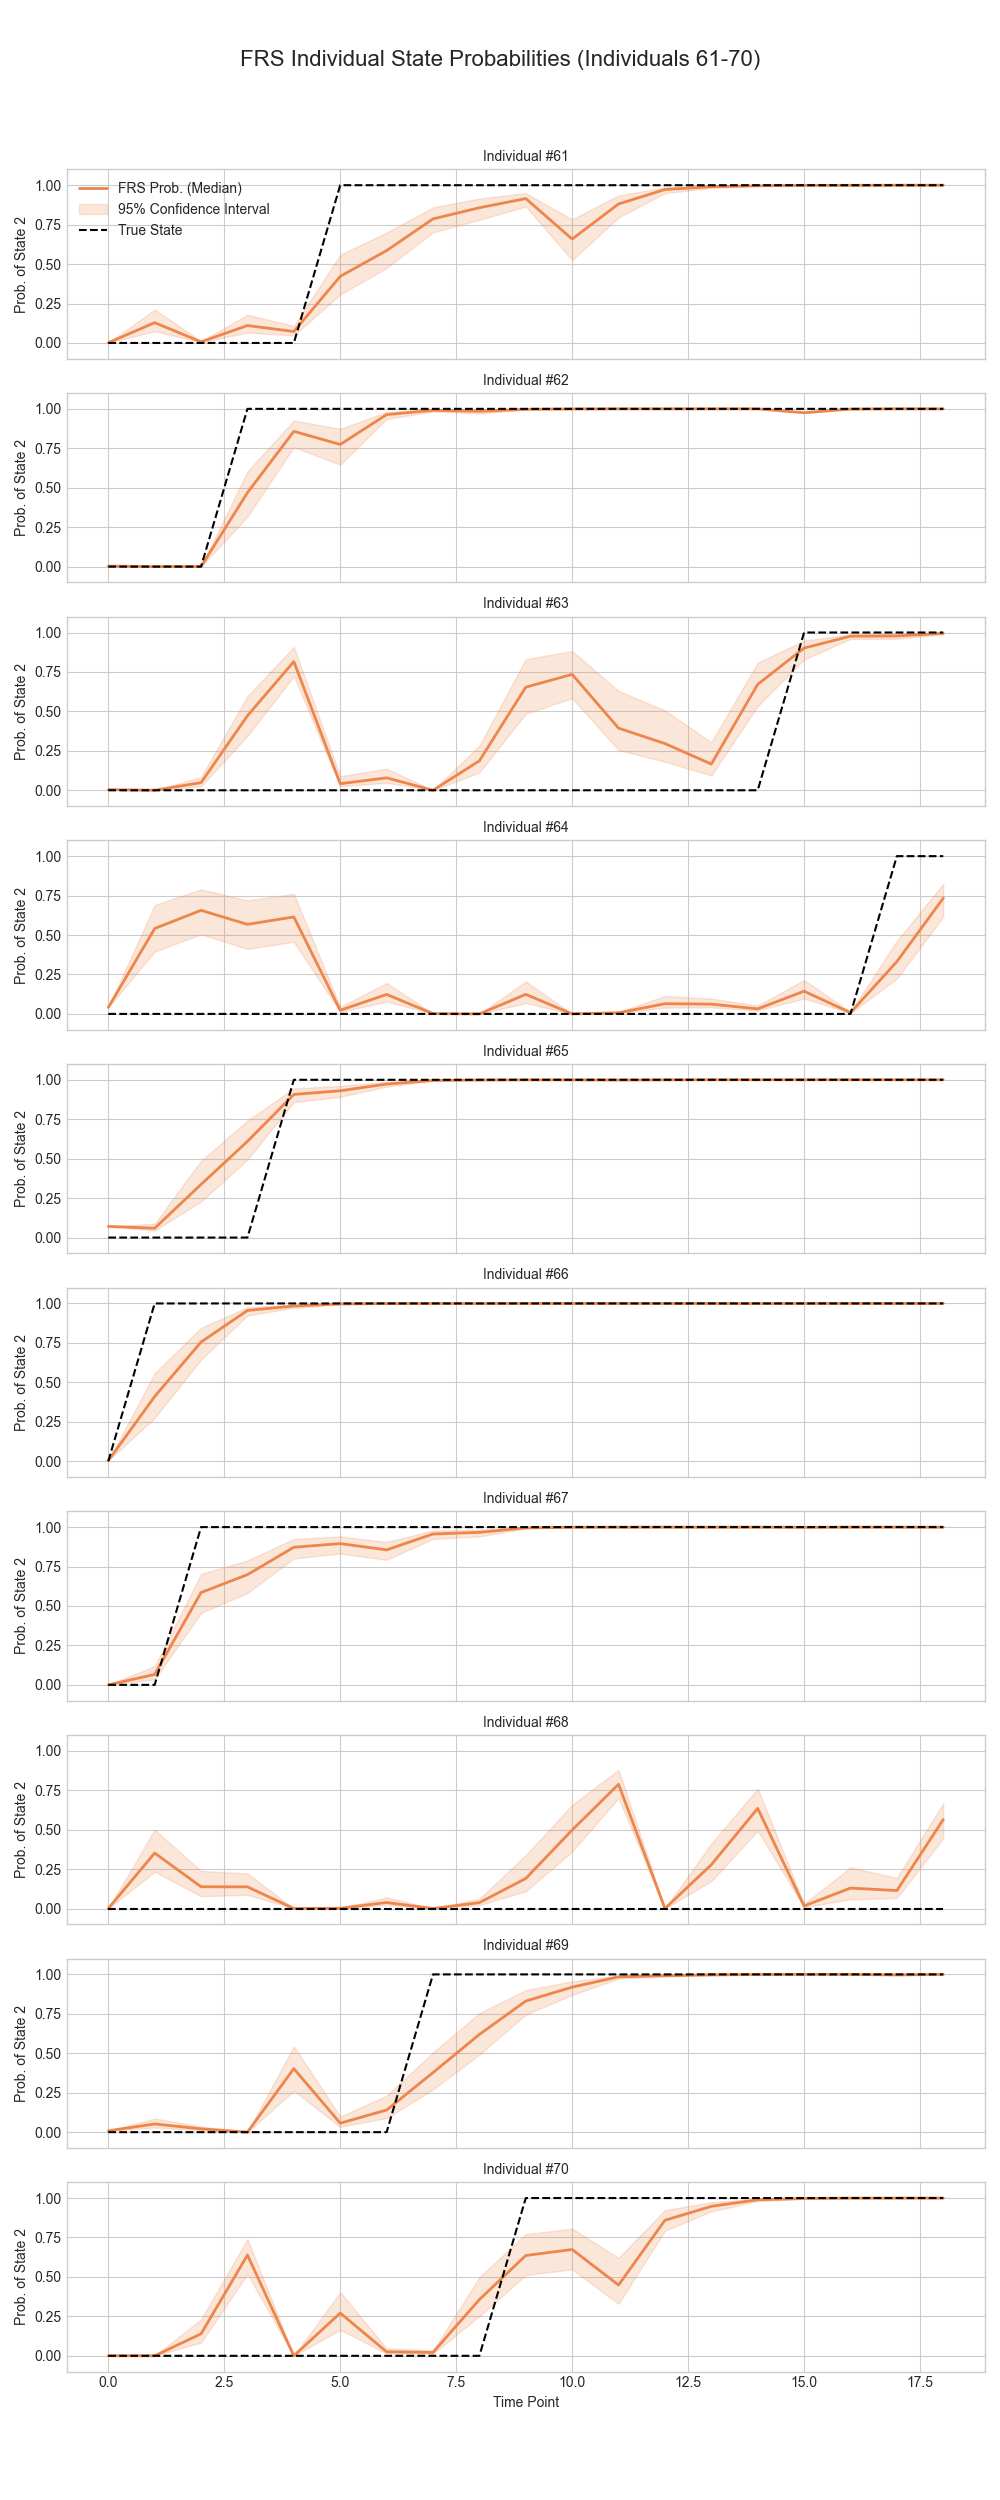 FRS Individual State Probabilities (Individuals 61-70)
Individual #61
FRS Prob. (Median)
95% Confidence Interval
True State
Prob. of State 2
1.00
0.75
0.50
0.25
0.00
Individual #62
Prob. of State 2
1.00
0.75
0.50
0.25
0.00
Individual #63
Prob. of State 2
1.00
0.75
0.50
0.25
0.00
Individual #64
Prob. of State 2
1.00
0.75
0.50
0.25
0.00
Individual #65
Prob. of State 2
1.00
0.75
0.50
0.25
0.00
Individual #66
Prob. of State 2
1.00
0.75
0.50
0.25
0.00
Individual #67
Prob. of State 2
1.00
0.75
0.50
0.25
0.00
Individual #68
Prob. of State 2
1.00
0.75
0.50
0.25
0.00
Individual #69
Prob. of State 2
1.00
0.75
0.50
0.25
0.00
Individual #70
Prob. of State 2
1.00
0.75
0.50
0.25
0.00
0.0 2.5 5.0 7.5 10.0 12.5 15.0 17.5
Time Point